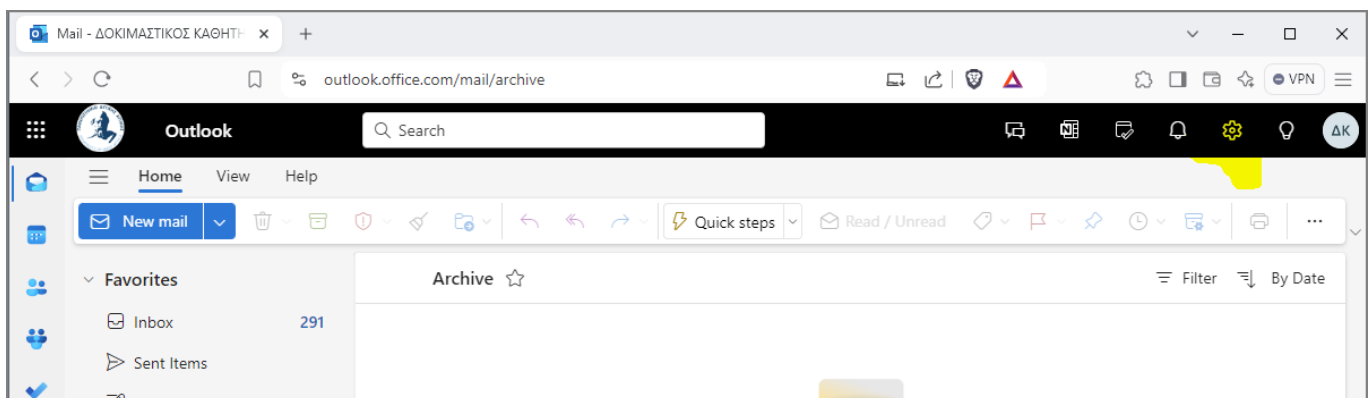 Mail - ΔΟΚΙΜΑΣΤΙΚΟΣ ΚΑΘΗΤΗ
outlook.office.com/mail/archive
VPN
Outlook
Search
ΔΚ
Home View Help
New mail
Quick steps
Read / Unread
Favorites
Archive
Filter
By Date
Inbox 291
Sent Items